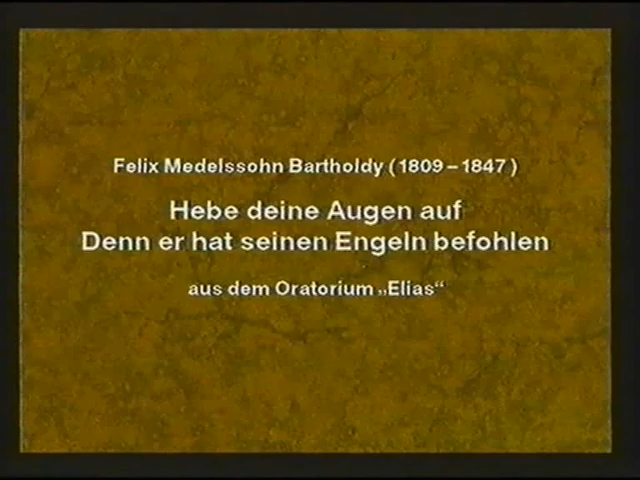 Felix Medelssohn Bartholdy ( 1809 – 1847 )
Hebe deine Augen auf
Denn er hat seinen Engeln befohlen
aus dem Oratorium „Elias“